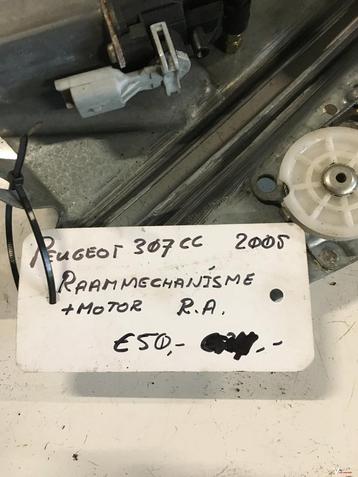 PEUGEOT 307CC 2005
RAAMMECHANISME
+MOTOR R.A.
€50,- ,-